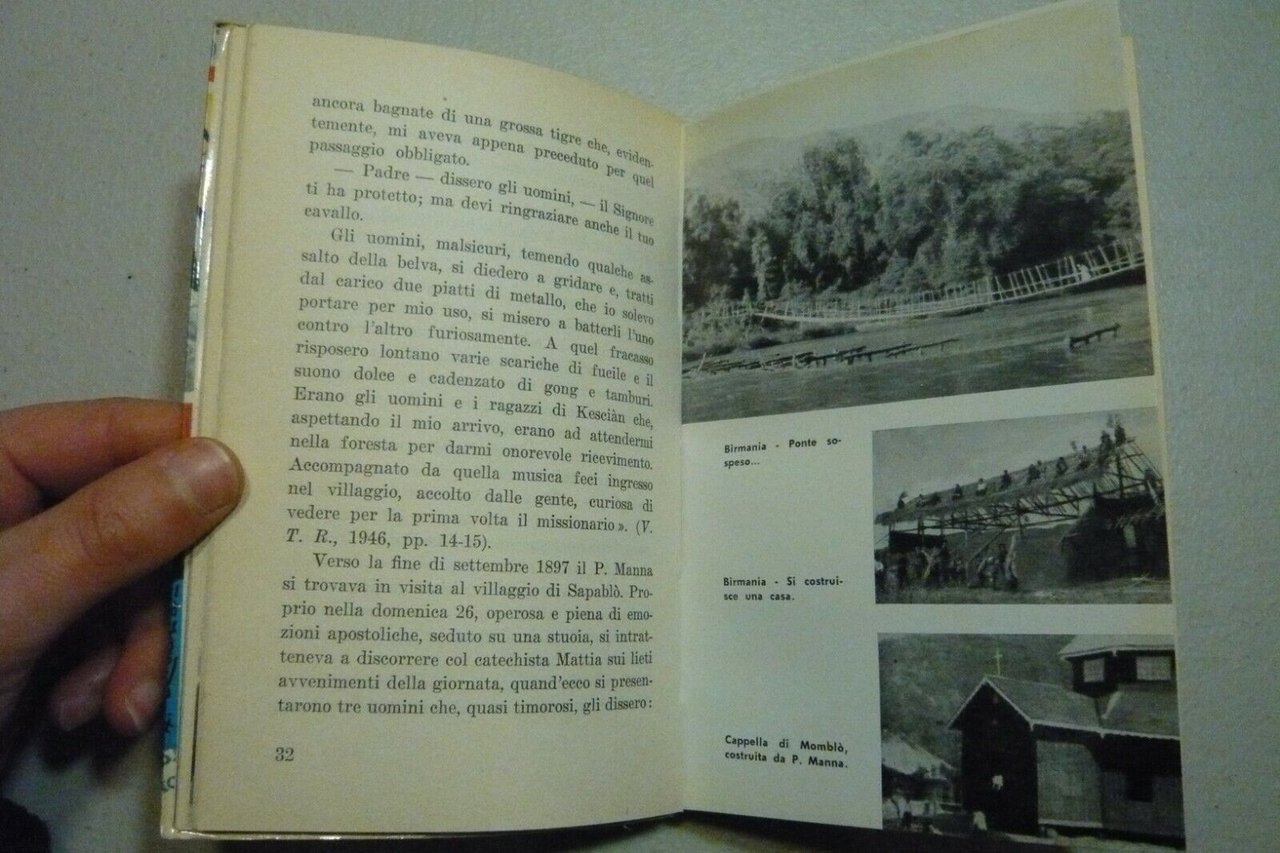 ancora bagnate di una grossa tigre che, eviden-
temente, mi aveva appena preceduto per quel
passaggio obbligato.
— Padre — dissero gli uomini, — il Signore
ti ha protetto; ma devi ringraziare anche il tuo
cavallo.
Gli uomini, malsicuri, temendo qualche as-
salto della belva, si diedero a gridare e, tratti
dal carico due piatti di metallo, che io solevo
portare per mio uso, si misero a batterli l'uno
contro l'altro furiosamente. A quel fracasso
risposero lontano varie scariche di fucile e il
suono dolce e cadenzato di gong e tamburi.
Erano gli uomini e i ragazzi di Kesciàn che,
aspettando il mio arrivo, erano ad attendermi
nella foresta per darmi onorevole ricevimento.
Accompagnato da quella musica feci ingresso
nel villaggio, accolto dalle gente, curiosa di
vedere per la prima volta il missionario». (V.
T. R., 1946, pp. 14-15).
Verso la fine di settembre 1897 il P. Manna
si trovava in visita al villaggio di Sapablò. Pro-
prio nella domenica 26, operosa e piena di emo-
zioni apostoliche, seduto su una stuoia, si intrat-
teneva a discorrere col catechista Mattia sui lieti
avvenimenti della giornata, quand'ecco si presen-
tarono tre uomini che, quasi timorosi, gli dissero:
32
Birmania - Ponte so-
speso...
Birmania - Si costrui-
sce una casa.
Cappella di Momblò,
costruita da P. Manna.